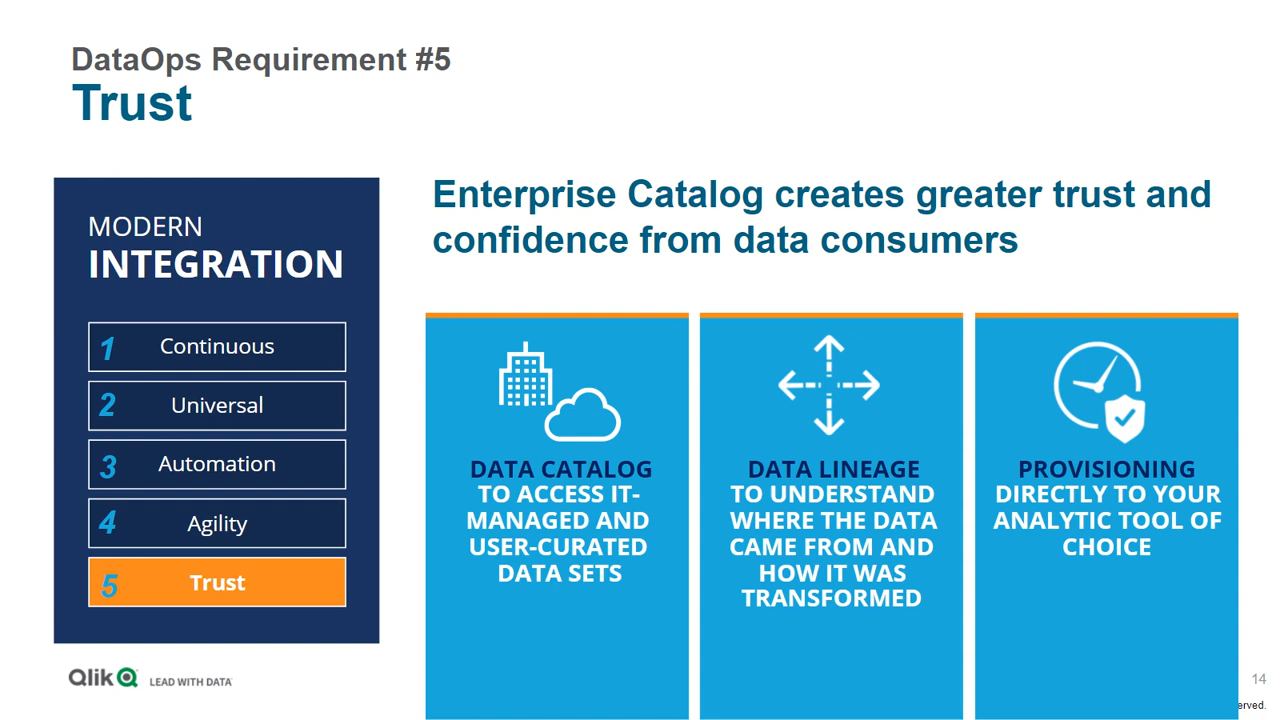 DataOps Requirement #5
Trust
MODERN
INTEGRATION
1 Continuous
2 Universal
3 Automation
4 Agility
5 Trust
Enterprise Catalog creates greater trust and
confidence from data consumers
DATA CATALOG
TO ACCESS IT-
MANAGED AND
USER-CURATED
DATA SETS
DATA LINEAGE
TO UNDERSTAND
WHERE THE DATA
CAME FROM AND
HOW IT WAS
TRANSFORMED
PROVISIONING
DIRECTLY TO YOUR
ANALYTIC TOOL OF
CHOICE
Qlik LEAD WITH DATA
14
erved.